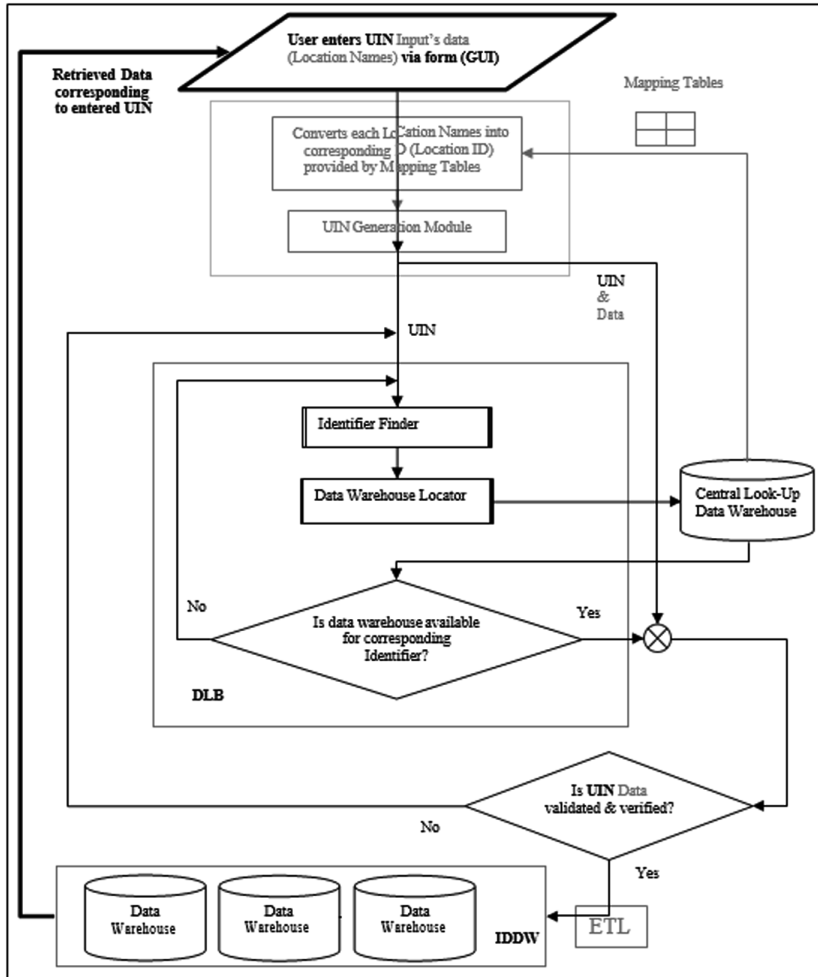 User enters UIN Input's data
(Location Names) via form (GUI)
Retrieved Data
corresponding
to entered UIN
Mapping Tables
Converts each Location Names into
corresponding ID (Location ID)
provided by Mapping Tables
UIN Generation Module
UIN
&
Data
UIN
Identifier Finder
Data Warehouse Locator
Central Look-Up
Data Warehouse
No
Yes
Is data warehouse available
for corresponding
Identifier?
DLB
Is UIN Data
validated & verified?
No
Yes
Data
Warehouse
Data
Warehouse
Data
Warehouse
IDDW
ETL